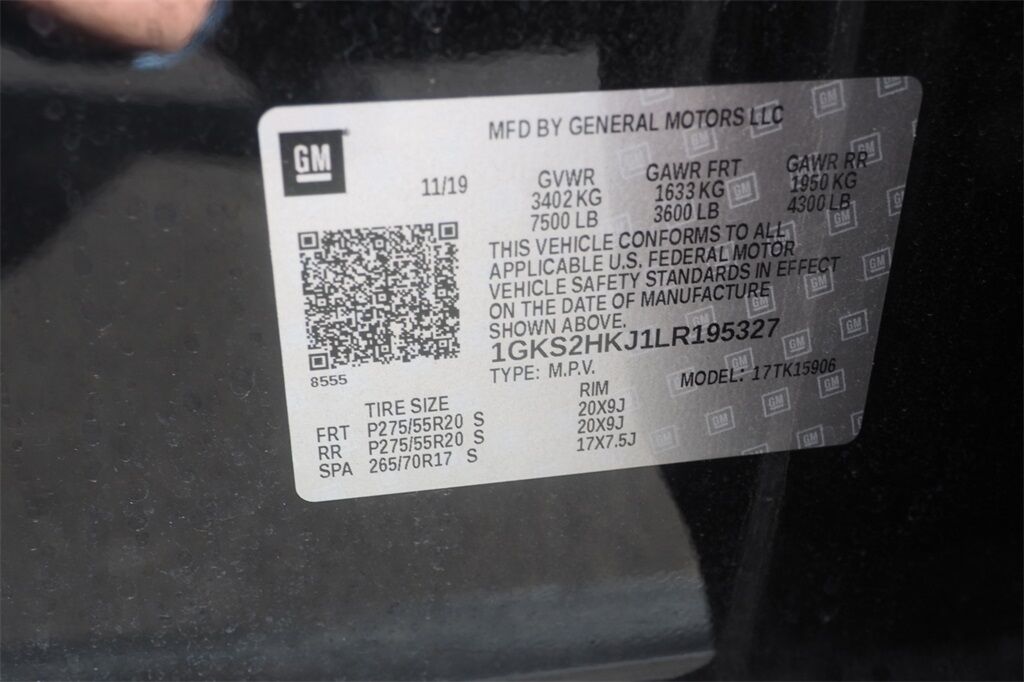 GM
MFD BY GENERAL MOTORS LLC
11/19
GVWR GAWR FRT GAWR RR
3402 KG 1633 KG 1950 KG
7500 LB 3600 LB 4300 LB
THIS VEHICLE CONFORMS TO ALL
APPLICABLE U.S. FEDERAL MOTOR
VEHICLE SAFETY STANDARDS IN EFFECT
ON THE DATE OF MANUFACTURE
SHOWN ABOVE.
1GKS2HKJ1LR195327
8555
TYPE: M.P.V. MODEL: 17TK15906
TIRE SIZE RIM
FRT P275/55R20 S 20X9J
RR P275/55R20 S 20X9J
SPA 265/70R17 S 17X7.5J